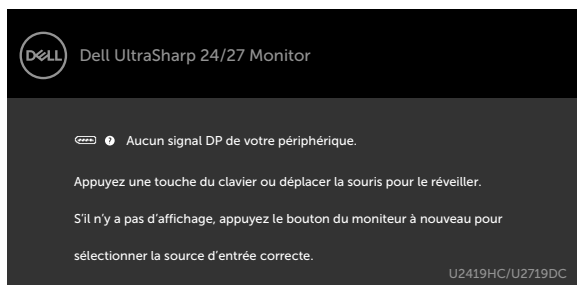 DELL
Dell UltraSharp 24/27 Monitor
? Aucun signal DP de votre périphérique.
Appuyez une touche du clavier ou déplacer la souris pour le réveiller.
S'il n'y a pas d'affichage, appuyez le bouton du moniteur à nouveau pour
sélectionner la source d'entrée correcte.
U2419HC/U2719DC